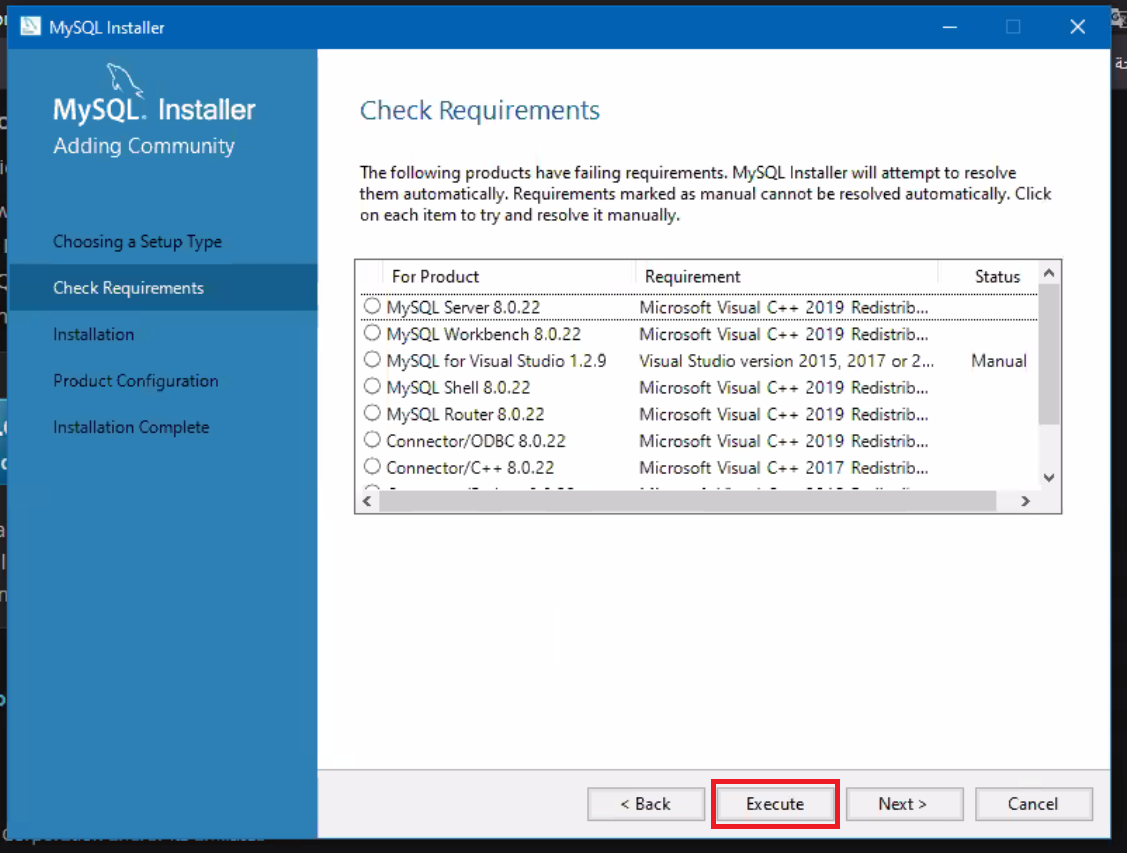 MySQL Installer
MySQL. Installer
Adding Community
Choosing a Setup Type
Check Requirements
Installation
Product Configuration
Installation Complete
Check Requirements
The following products have failing requirements. MySQL Installer will attempt to resolve
them automatically. Requirements marked as manual cannot be resolved automatically. Click
on each item to try and resolve it manually.
For Product Requirement Status
MySQL Server 8.0.22 Microsoft Visual C++ 2019 Redistrib...
MySQL Workbench 8.0.22 Microsoft Visual C++ 2019 Redistrib...
MySQL for Visual Studio 1.2.9 Visual Studio version 2015, 2017 or 2... Manual
MySQL Shell 8.0.22 Microsoft Visual C++ 2019 Redistrib...
MySQL Router 8.0.22 Microsoft Visual C++ 2019 Redistrib...
Connector/ODBC 8.0.22 Microsoft Visual C++ 2019 Redistrib...
Connector/C++ 8.0.22 Microsoft Visual C++ 2017 Redistrib...
< Back Execute Next > Cancel